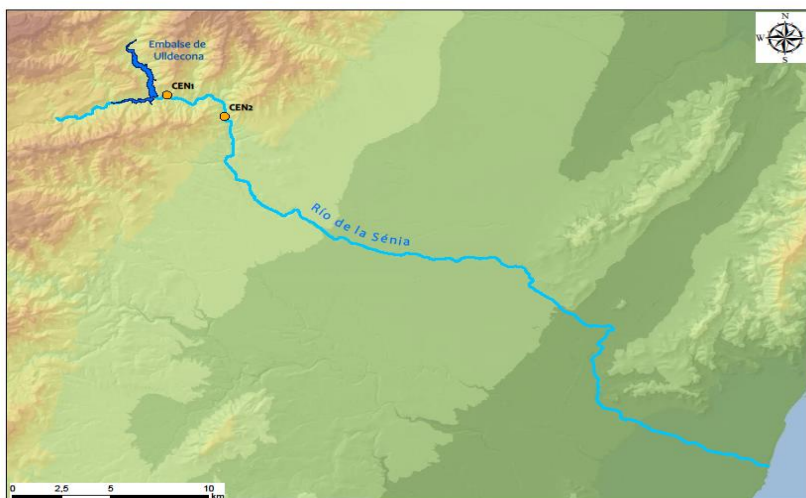 N
W E
S
Embalse de
Ulldecona
CEN1
CEN2
Río de la Sénia
0 2,5 5 10
km